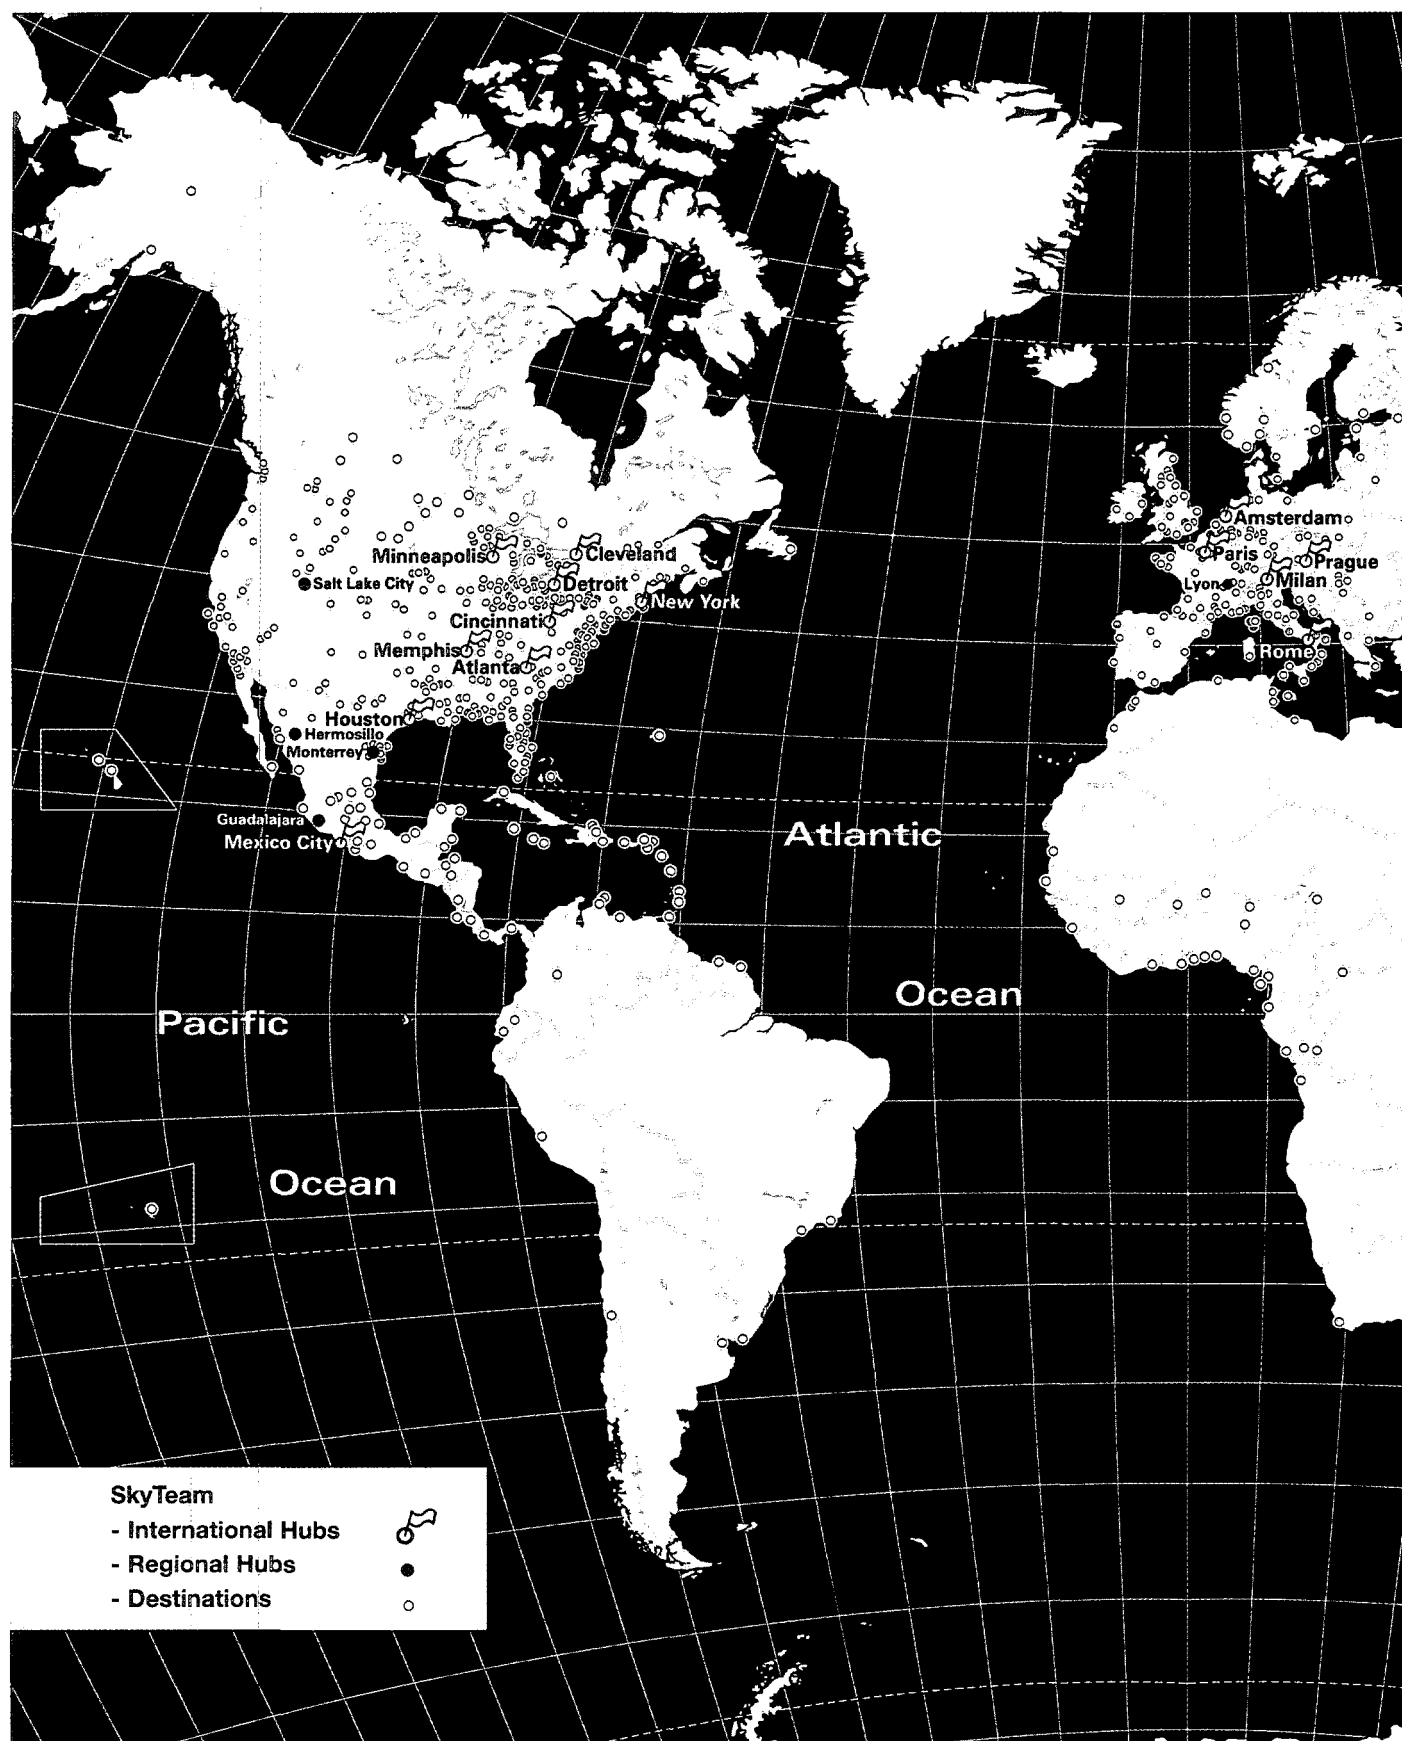 Minneapolis
Cleveland
Salt Lake City
Detroit
New York
Cincinnati
Memphis
Atlanta
Houston
Hermosillo
Monterrey
Guadalajara
Mexico City
Amsterdam
Paris
Prague
Lyon
Milan
Rome
Atlantic
Ocean
Pacific
Ocean
SkyTeam
- International Hubs
- Regional Hubs
- Destinations